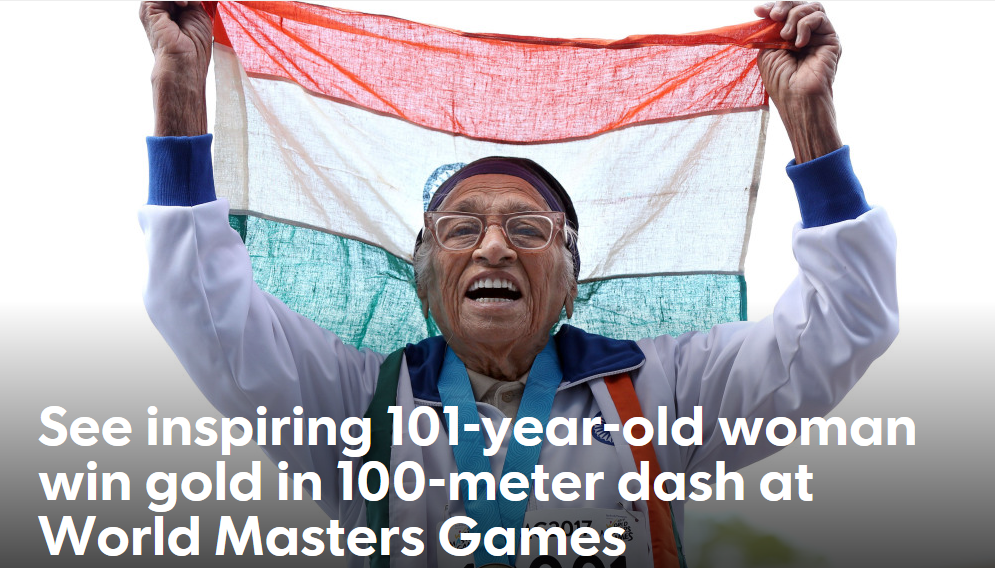 See inspiring 101-year-old woman
win gold in 100-meter dash at
World Masters Games